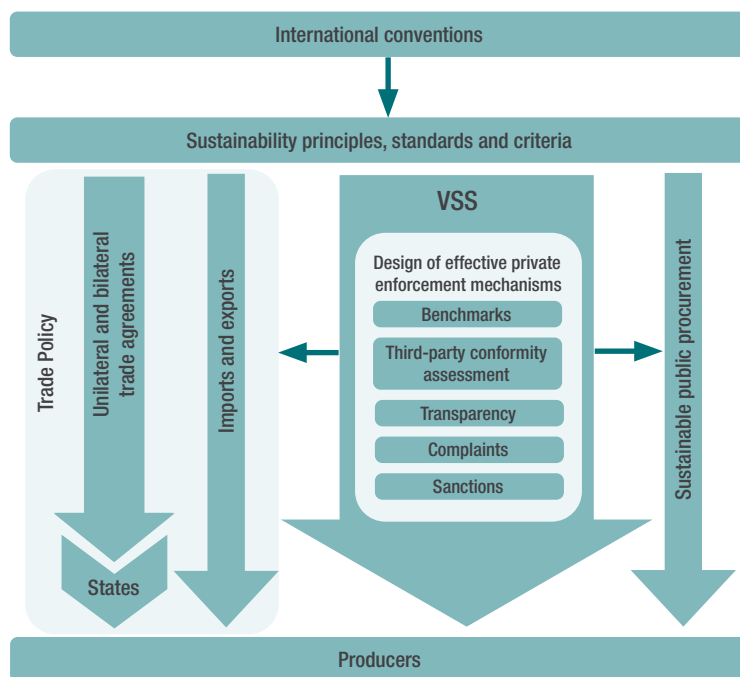 International conventions
Sustainability principles, standards and criteria
Trade Policy
Unilateral and bilateral
trade agreements
States
Imports and exports
VSS
Design of effective private
enforcement mechanisms
Benchmarks
Third-party conformity
assessment
Transparency
Complaints
Sanctions
Sustainable public procurement
Producers